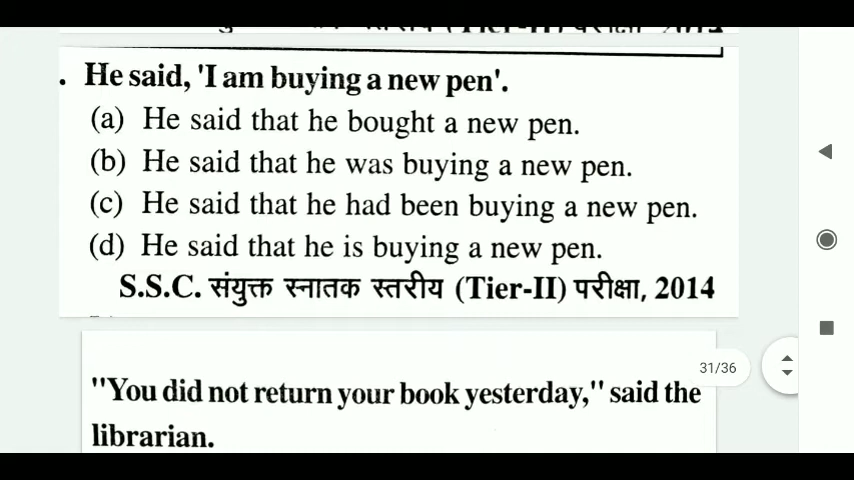 . He said, 'I am buying a new pen'.
(a) He said that he bought a new pen.
(b) He said that he was buying a new pen.
(c) He said that he had been buying a new pen.
(d) He said that he is buying a new pen.
S.S.C. संयुक्त स्नातक स्तरीय (Tier-II) परीक्षा, 2014
31/36
"You did not return your book yesterday," said the
librarian.